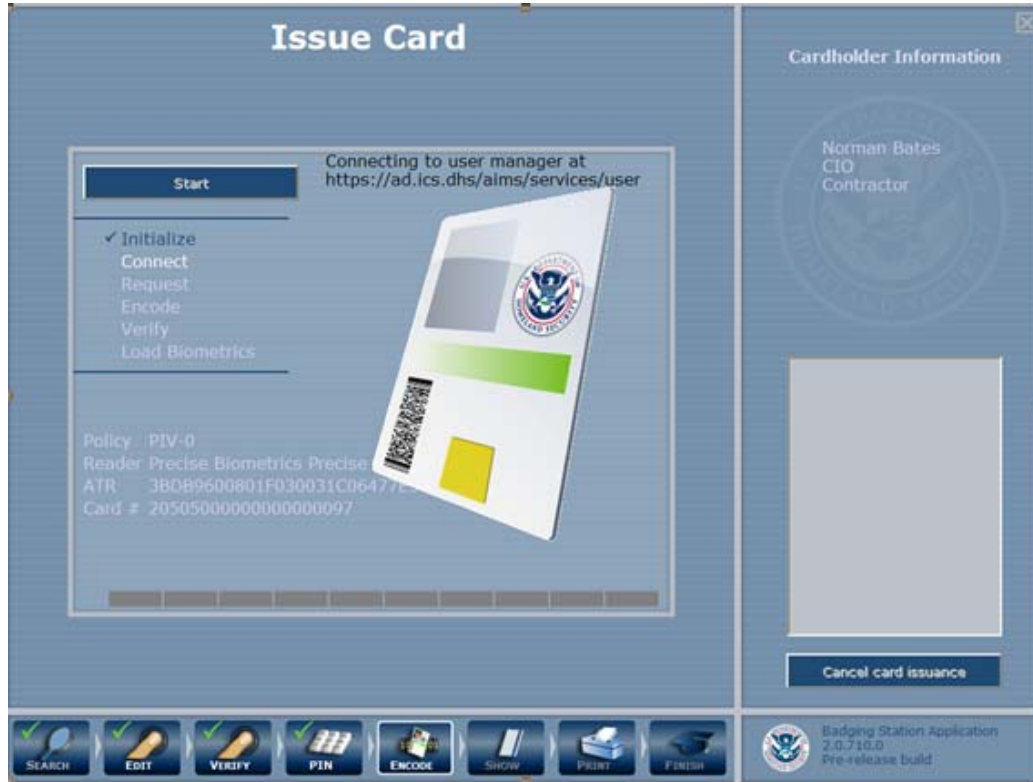 Issue Card
Start
Connecting to user manager at
https://ad.ics.dhs/aims/services/user
✓ Initialize
Connect
Request
Encode
Verify
Load Biometrics
Policy PIV-0
Reader Precise Biometrics Precise
ATR 3BDB9600801F030031C06477E
Card # 20505000000000000097
Cardholder Information
Norman Bates
CIO
Contractor
Cancel card issuance
SEARCH
EDIT
VERIFY
PIN
ENCODE
SHOW
PRINT
FINISH
Badging Station Application
2.0.710.0
Pre-release build